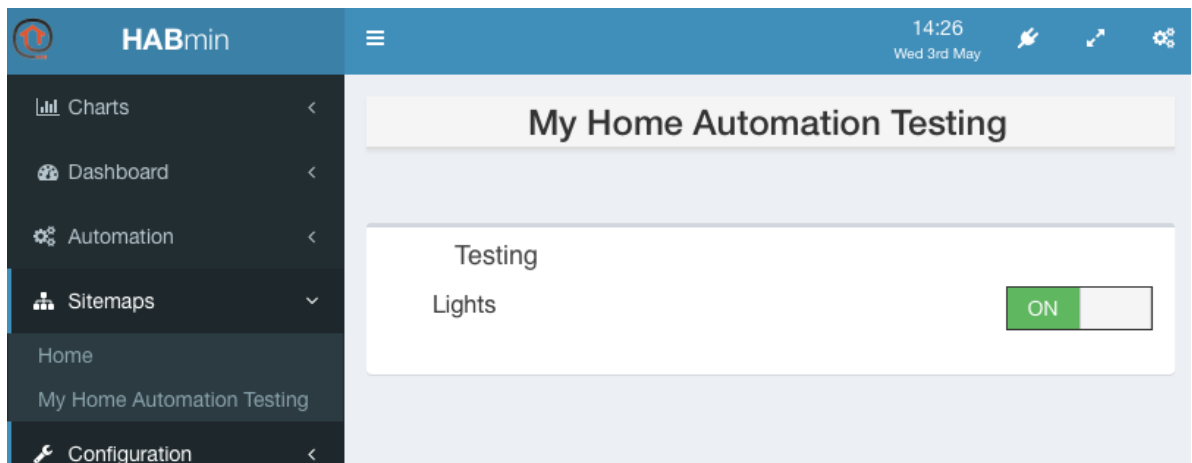 HABmin
14:26
Wed 3rd May
Charts
Dashboard
Automation
Sitemaps
Home
My Home Automation Testing
Configuration
My Home Automation Testing
Testing
Lights
ON